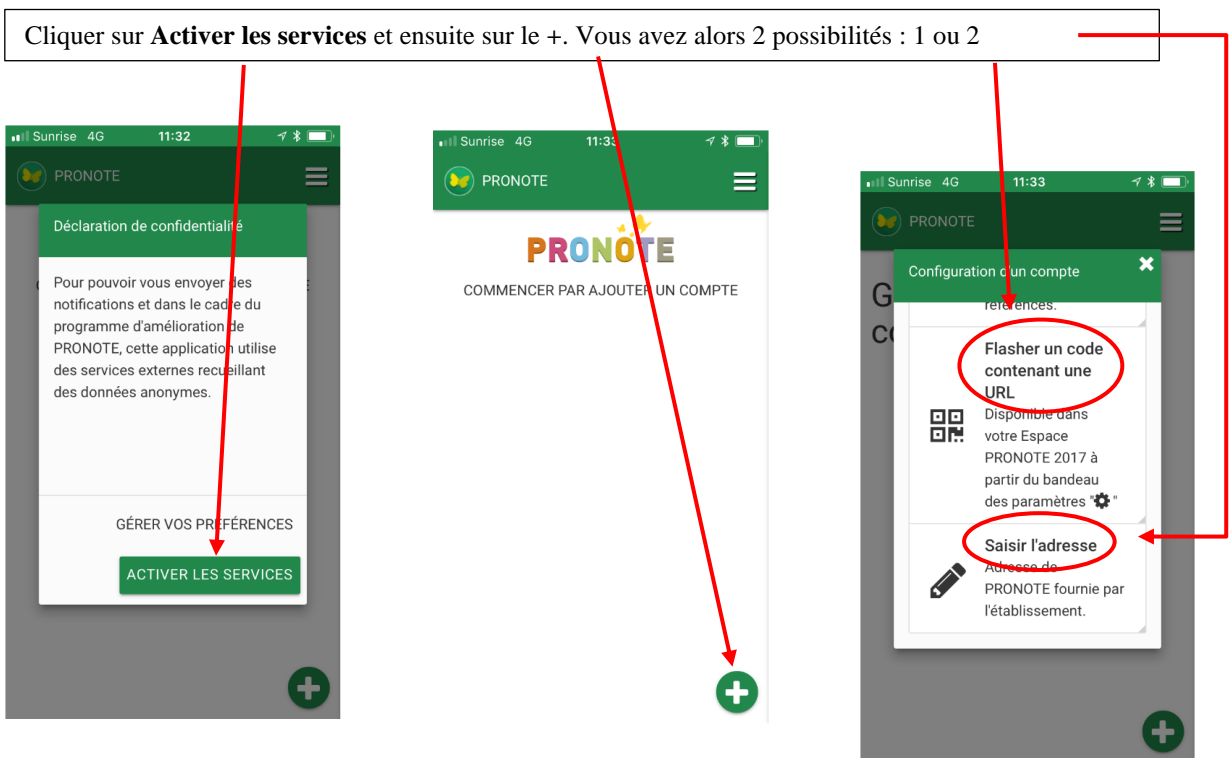 Cliquer sur Activer les services et ensuite sur le +. Vous avez alors 2 possibilités : 1 ou 2
Sunrise 4G 11:32
PRONOTE
Déclaration de confidentialité
Pour pouvoir vous envoyer des
notifications et dans le cadre du
programme d'amélioration de
PRONOTE, cette application utilise
des services externes recueillant
des données anonymes.
GÉRER VOS PRÉFÉRENCES
ACTIVER LES SERVICES
Sunrise 4G 11:33
PRONOTE
PRONOTE
COMMENCER PAR AJOUTER UN COMPTE
Sunrise 4G 11:33
PRONOTE
Configuration d'un compte
références.
Flasher un code
contenant une
URL
Disponible dans
votre Espace
PRONOTE 2017 à
partir du bandeau
des paramètres " "
Saisir l'adresse
Adresse de
PRONOTE fournie par
l'établissement.